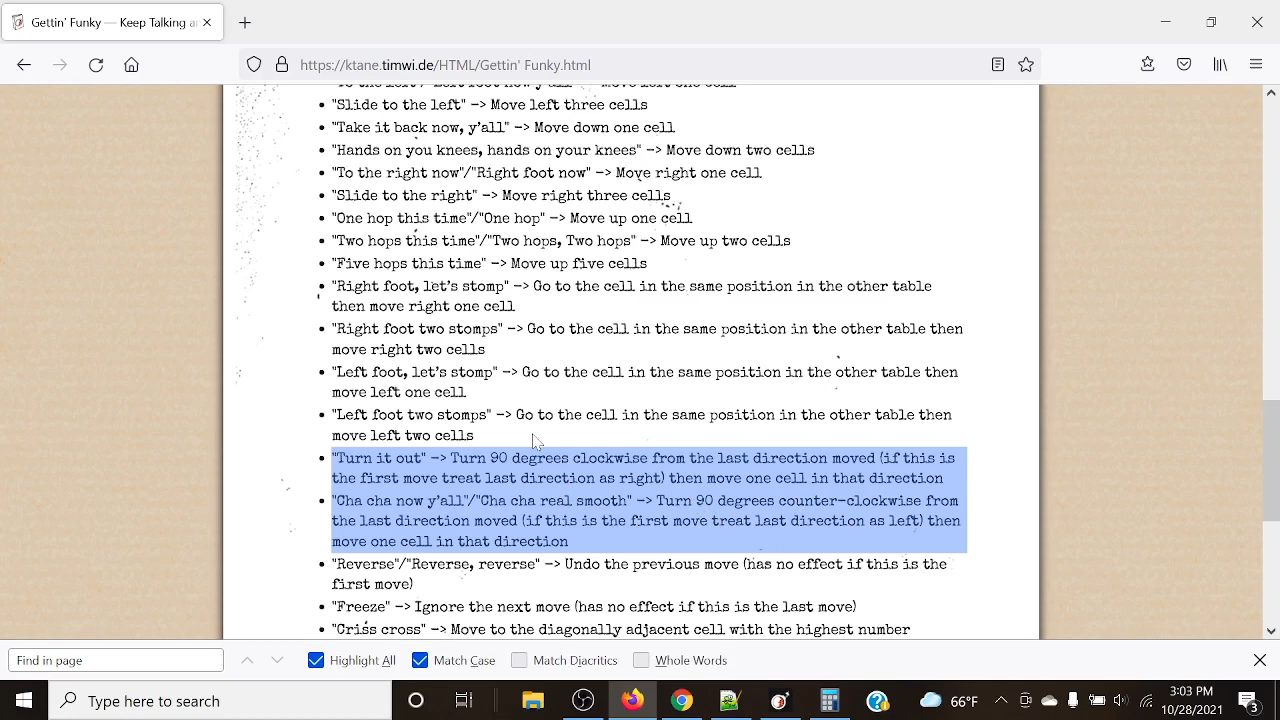 Gettin' Funky — Keep Talking a
https://ktane.timwi.de/HTML/Gettin' Funky.html
"Slide to the left" -> Move left three cells
"Take it back now, y'all" -> Move down one cell
"Hands on you knees, hands on your knees" -> Move down two cells
"To the right now"/"Right foot now" -> Move right one cell
"Slide to the right" -> Move right three cells
"One hop this time"/"One hop" -> Move up one cell
"Two hops this time"/"Two hops, Two hops" -> Move up two cells
"Five hops this time" -> Move up five cells
"Right foot, let's stomp" -> Go to the cell in the same position in the other table
then move right one cell
"Right foot two stomps" -> Go to the cell in the same position in the other table then
move right two cells
"Left foot, let's stomp" -> Go to the cell in the same position in the other table then
move left one cell
"Left foot two stomps" -> Go to the cell in the same position in the other table then
move left two cells
"Turn it out" -> Turn 90 degrees clockwise from the last direction moved (if this is
the first move treat last direction as right) then move one cell in that direction
"Cha cha now y'all"/"Cha cha real smooth" -> Turn 90 degrees counter-clockwise from
the last direction moved (if this is the first move treat last direction as left) then
move one cell in that direction
"Reverse"/"Reverse, reverse" -> Undo the previous move (has no effect if this is the
first move)
"Freeze" -> Ignore the next move (has no effect if this is the last move)
"Criss cross" -> Move to the diagonally adjacent cell with the highest number
Find in page
Highlight All
Match Case
Match Diacritics
Whole Words
Type here to search
66°F
3:03 PM
10/28/2021
3